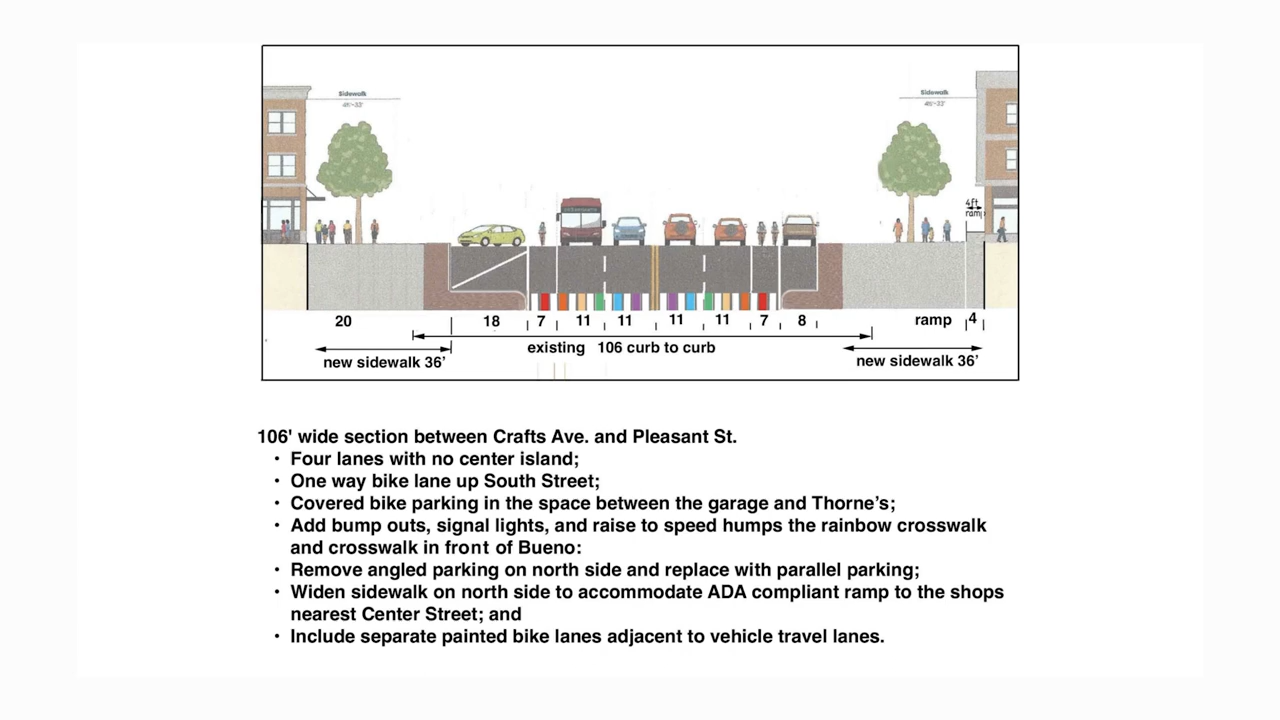 Sidewalk
Sidewalk
4ft
ramp
20
18
7
11
11
11
11
7
8
ramp
4
existing 106 curb to curb
new sidewalk 36’
new sidewalk 36’
106' wide section between Crafts Ave. and Pleasant St.
• Four lanes with no center island;
• One way bike lane up South Street;
• Covered bike parking in the space between the garage and Thorne’s;
• Add bump outs, signal lights, and raise to speed humps the rainbow crosswalk
and crosswalk in front of Bueno:
• Remove angled parking on north side and replace with parallel parking;
• Widen sidewalk on north side to accommodate ADA compliant ramp to the shops
nearest Center Street; and
• Include separate painted bike lanes adjacent to vehicle travel lanes.